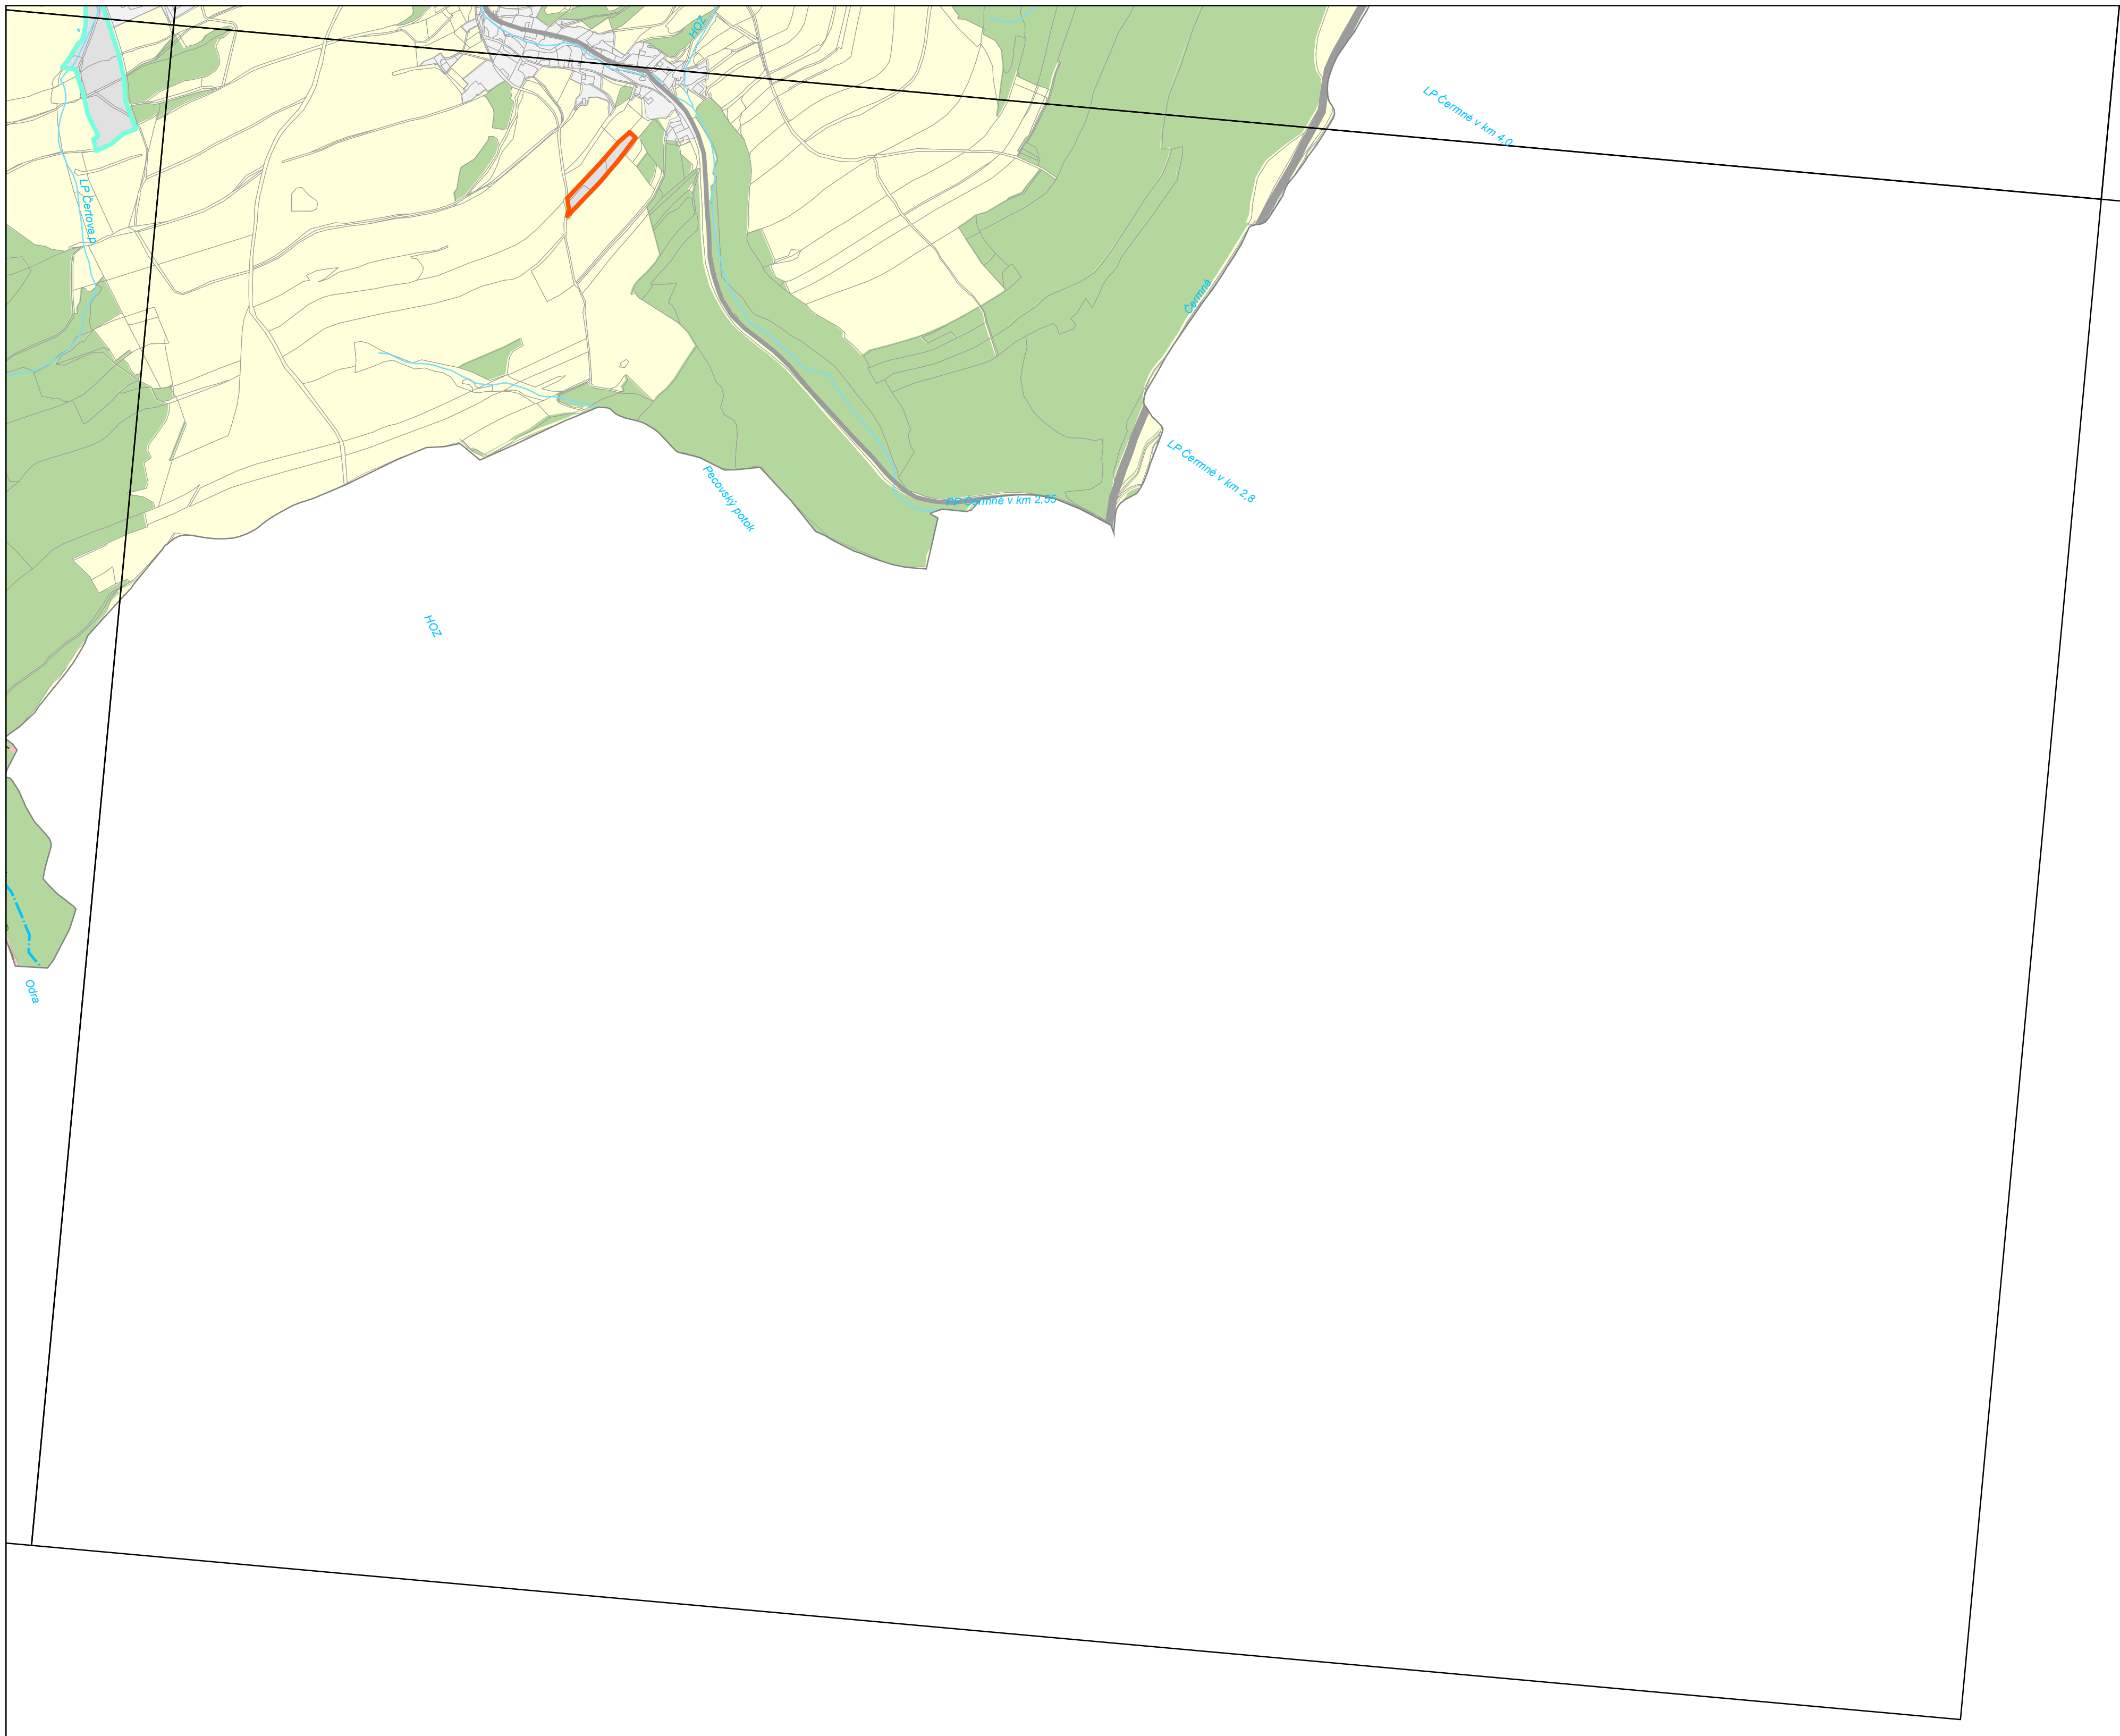 HOZ
LP Čermné v km 4,0
LP Čertova p
Čermná
LP Čermné v km 2,8
Pecovský potok
PP Čermné v km 2,55
HOZ
Odra